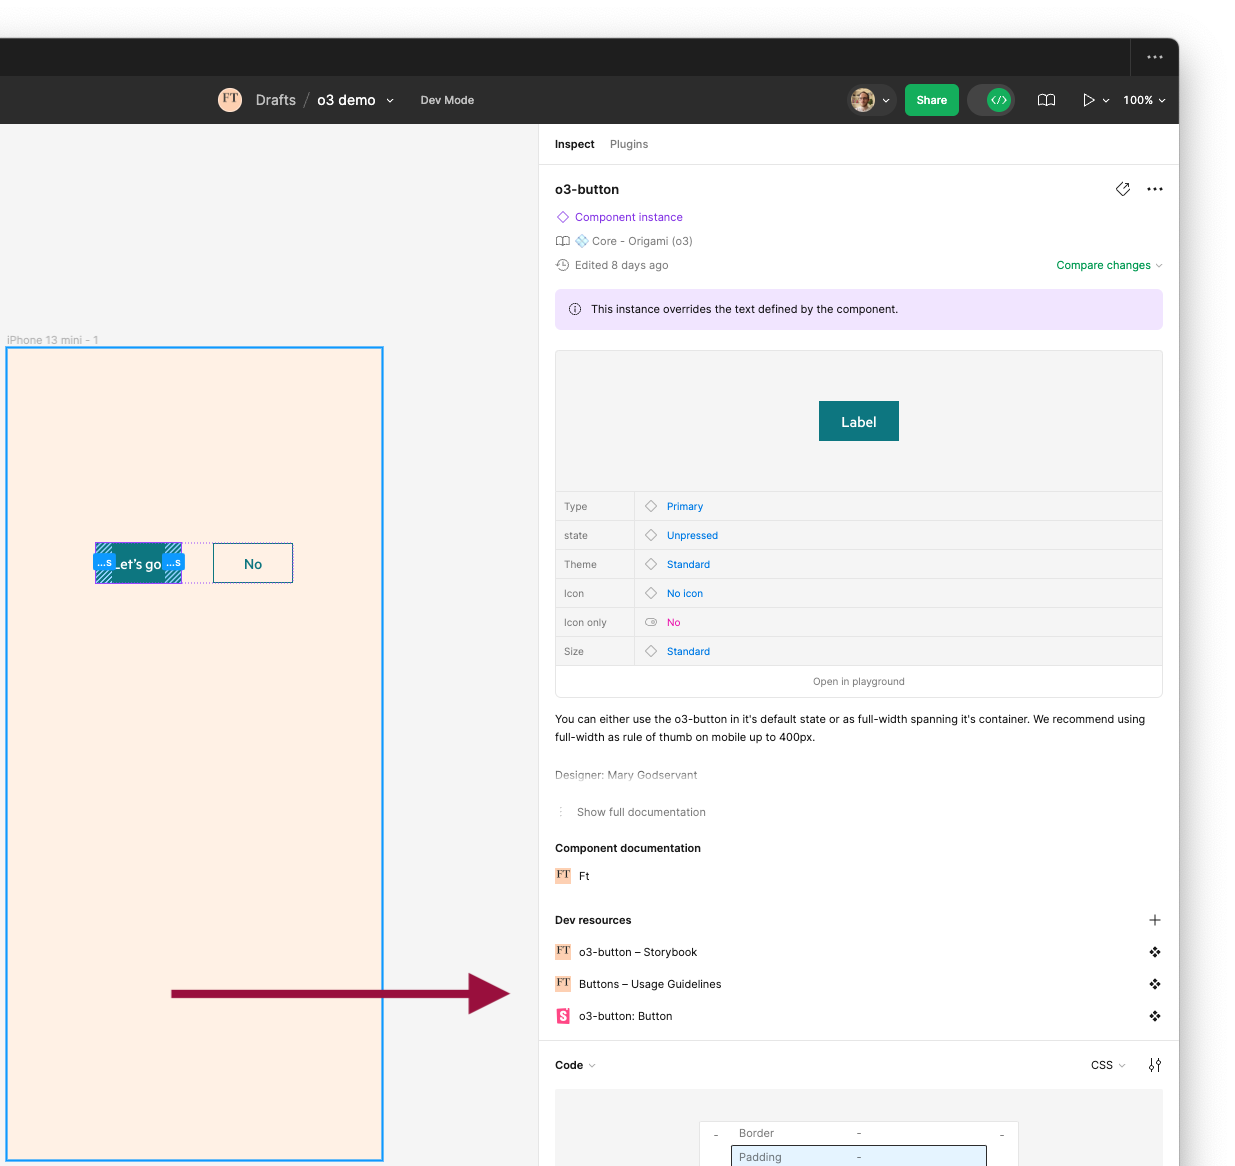 FT Drafts / o3 demo Dev Mode Share </> 100%
Inspect Plugins
o3-button
Component instance
Core - Origami (o3)
Edited 8 days ago Compare changes
This instance overrides the text defined by the component.
iPhone 13 mini - 1
...s Let's go ...s No
Label
Type Primary
state Unpressed
Theme Standard
Icon No icon
Icon only No
Size Standard
Open in playground
You can either use the o3-button in it's default state or as full-width spanning it's container. We recommend using
full-width as rule of thumb on mobile up to 400px.
Designer: Mary Godservant
Show full documentation
Component documentation
FT Ft
Dev resources
FT o3-button – Storybook
FT Buttons – Usage Guidelines
S o3-button: Button
Code CSS
- Border - -
Padding -